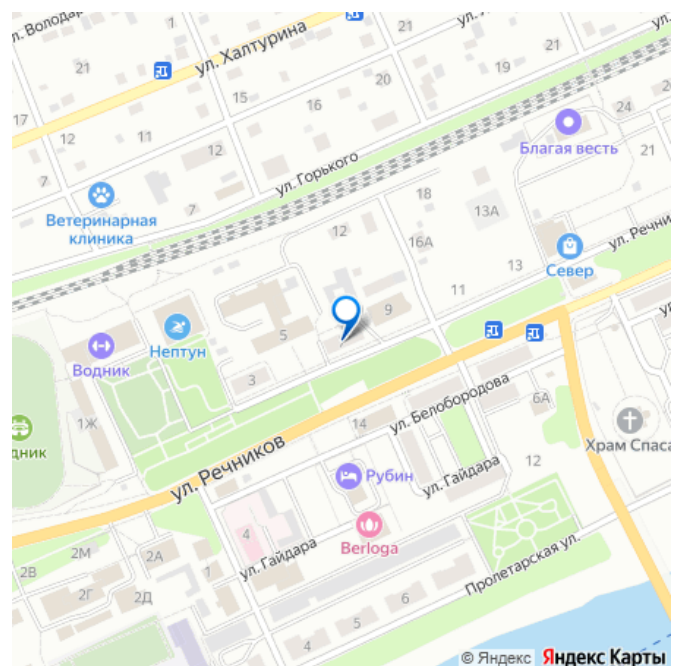 л. Володар
1
21
21
ул. Халтурина
21
20
19
17
15
16
12
11
12
24
7
ул. Горького
Благая весть
21
7
18
13А
Ветеринарная
клиника
12
16А
ул. Речни
Север
13
11
9
5
Нептун
Водник
3
1Ж
6А
14
ул. Белобородова
Храм Спаса
дник
ул. Речников
Рубин
12
ул. Гайдара
4
Berloga
2М
2А
ул. Гайдара
2В
1
Пролетарская ул.
2Г
2Д
6
5
4
© Яндекс Яндекс Карты